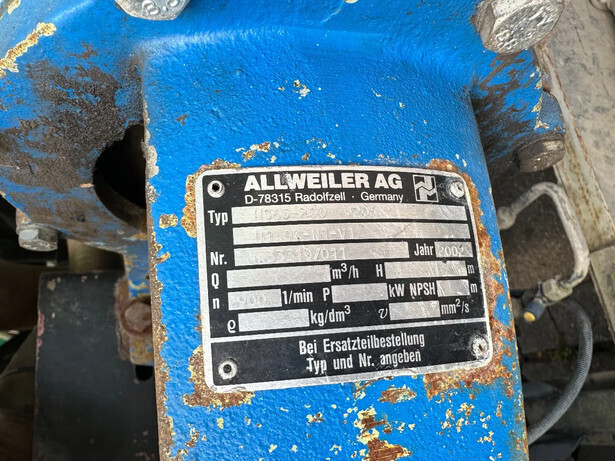 ALLWEILER AG
D-78315 Radolfzell · Germany
Typ
Nr. Jahr 2002
Q m³/h H m
n 1/min P kW NPSH m
ϱ kg/dm³ ν mm²/s
Bei Ersatzteilbestellung
Typ und Nr. angeben